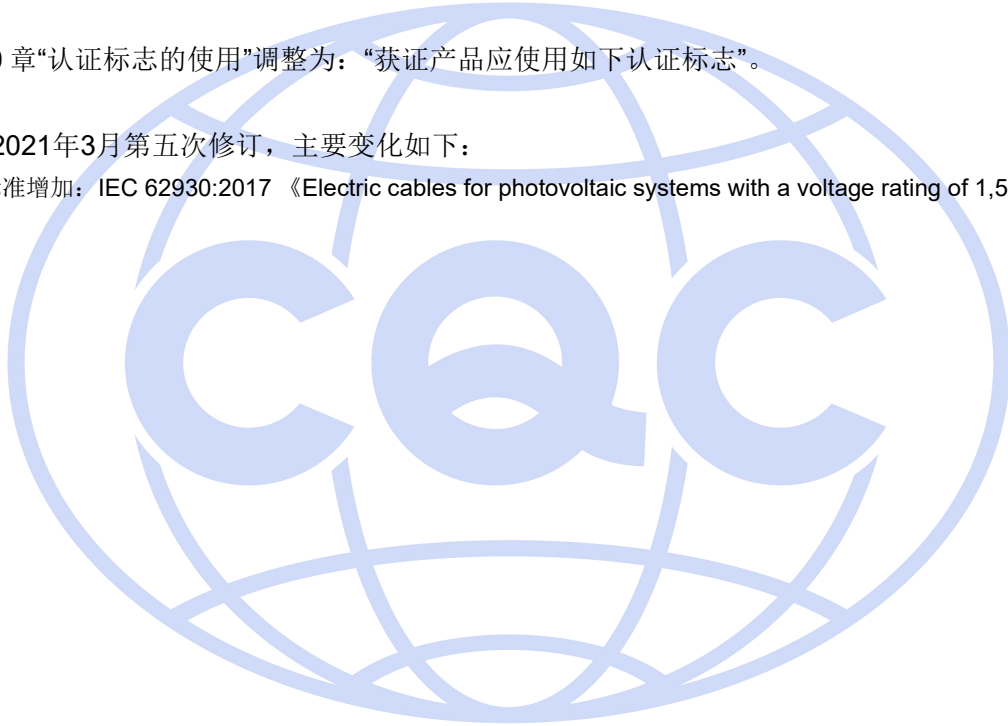 章“认证标志的使用”调整为：“获证产品应使用如下认证标志”。
2021年3月第五次修订，主要变化如下：
准增加：IEC 62930:2017 《Electric cables for photovoltaic systems with a voltage rating of 1,5
CQC